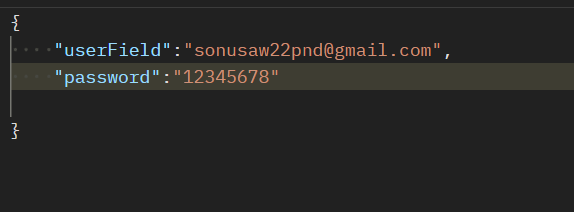 {
"userField":"sonusaw22pnd@gmail.com",
"password":"12345678"
}